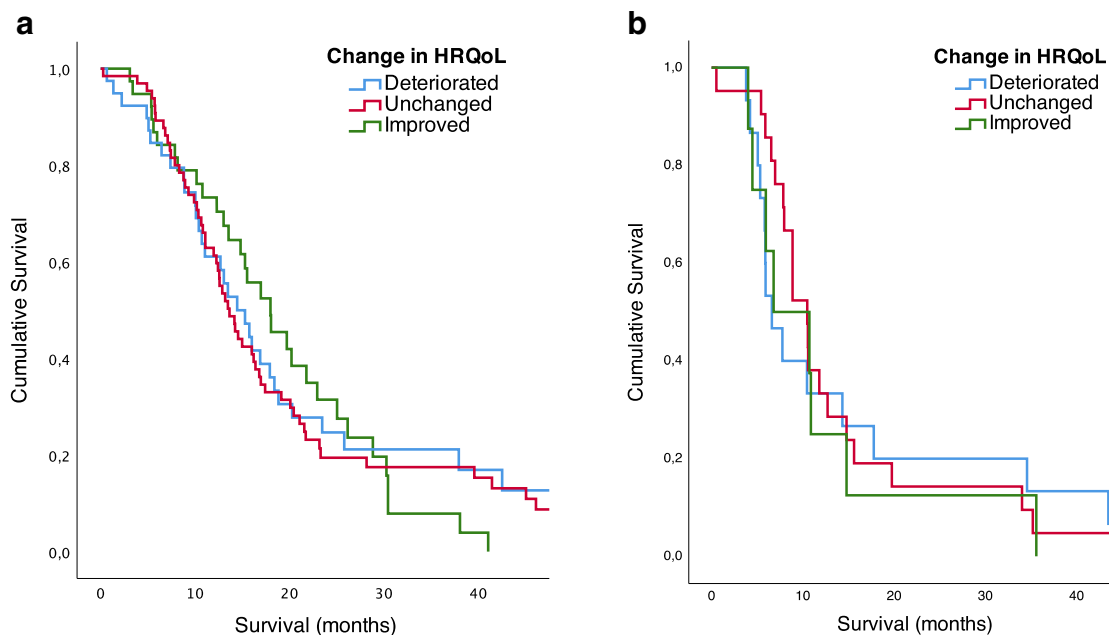 a
Change in HRQoL
Deteriorated
Unchanged
Improved
1,0
0,8
0,6
0,4
0,2
0,0
Cumulative Survival
0 10 20 30 40
Survival (months)
b
Change in HRQoL
Deteriorated
Unchanged
Improved
1,0
0,8
0,6
0,4
0,2
0,0
Cumulative Survival
0 10 20 30 40
Survival (months)